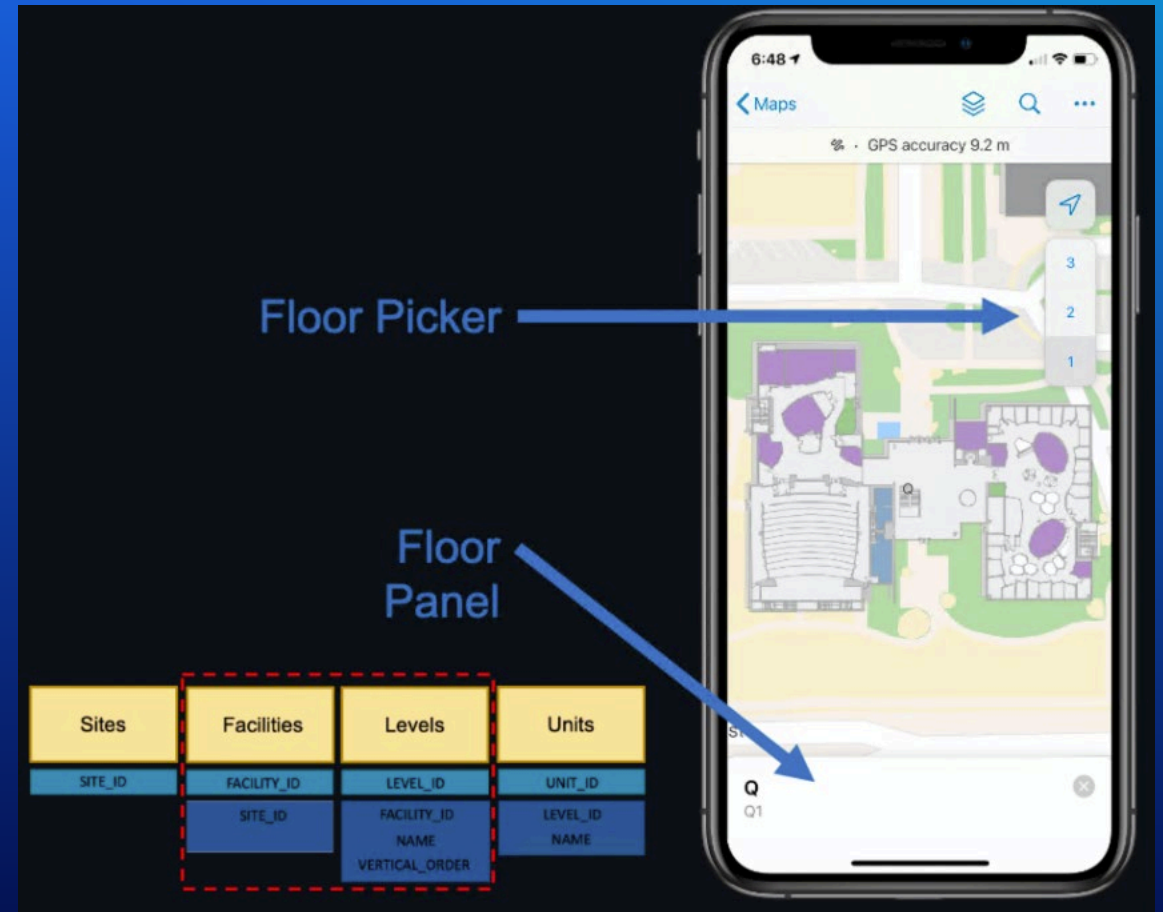 6:48
Maps
GPS accuracy 9.2 m
3
2
1
Floor Picker
Q
Floor
Panel
Q
Q1
Sites
Facilities
Levels
Units
SITE_ID
FACILITY_ID
LEVEL_ID
UNIT_ID
SITE_ID
FACILITY_ID
LEVEL_ID
NAME
NAME
VERTICAL_ORDER